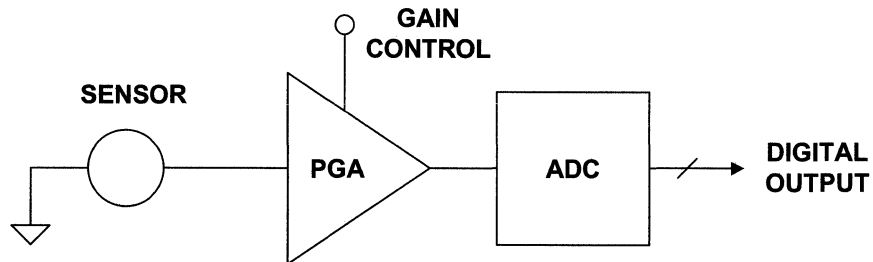 GAIN
CONTROL
SENSOR
PGA
ADC
DIGITAL
OUTPUT